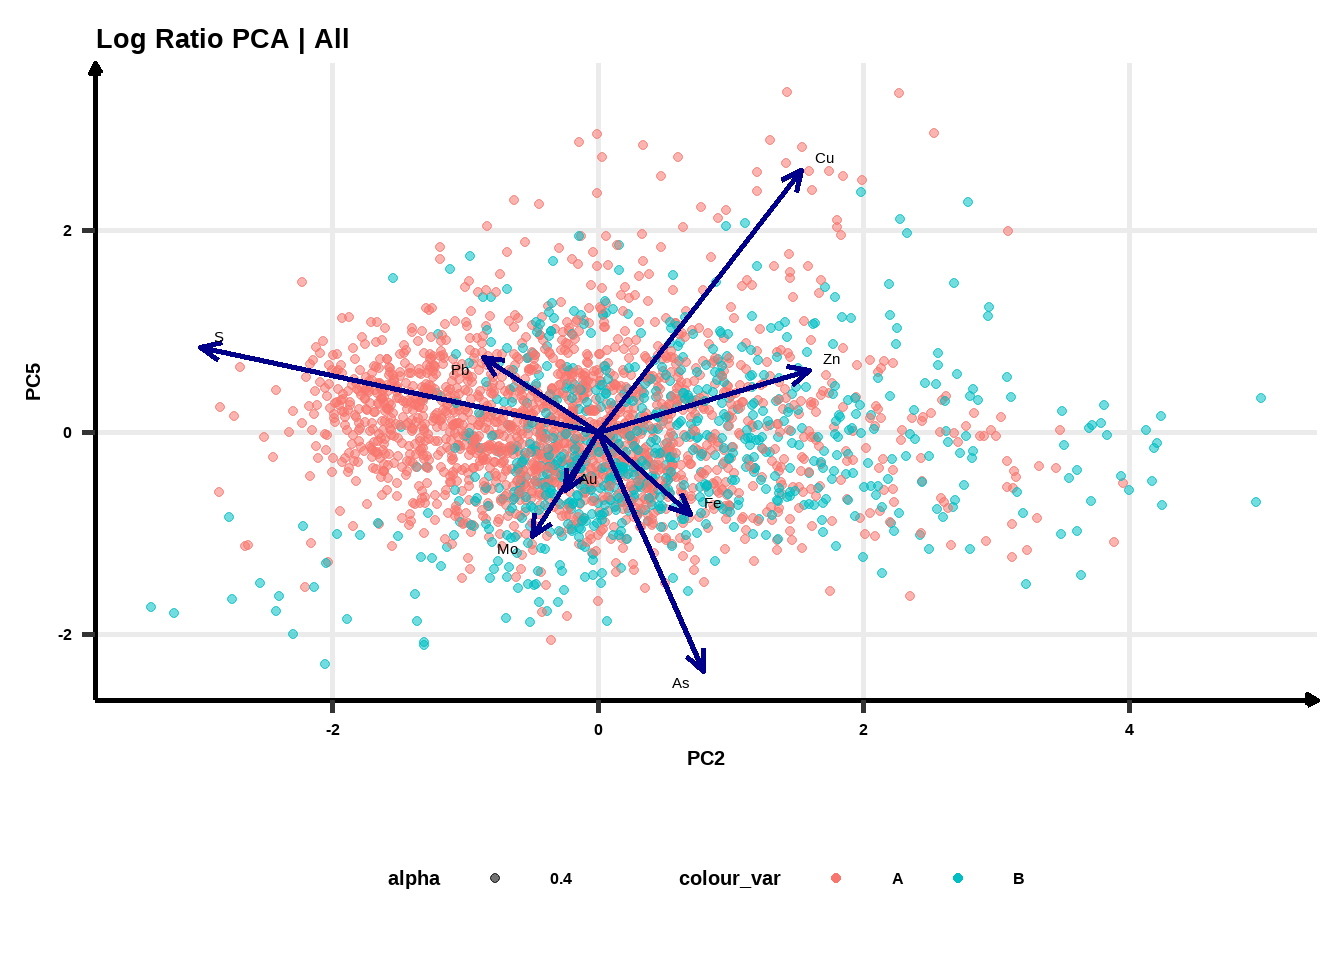 Log Ratio PCA | All
Cu
2
S
Zn
Pb
PC5
0
Au
Fe
Mo
-2
As
-2 0 2 4
PC2
alpha 0.4 colour_var A B